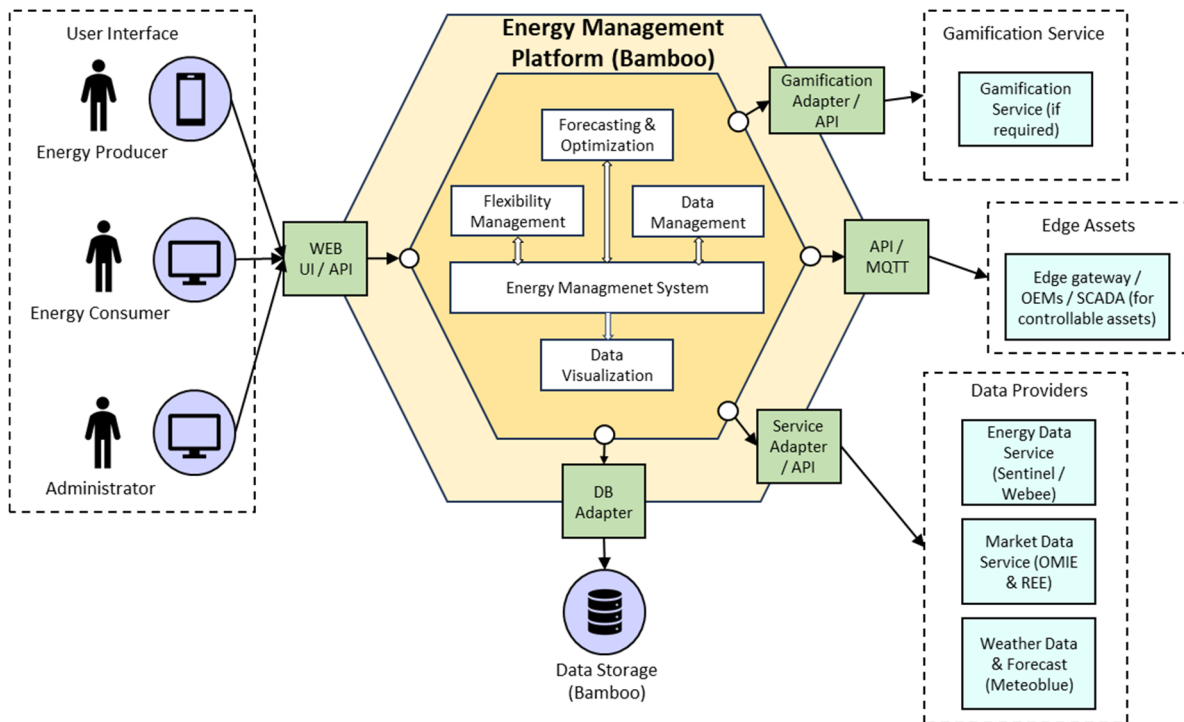 User Interface
Energy Producer
Energy Consumer
Administrator
WEB
UI / API
Energy Management
Platform (Bamboo)
Forecasting &
Optimization
Flexibility
Management
Data
Management
Energy Managmenet System
Data
Visualization
DB
Adapter
Data Storage
(Bamboo)
Gamification
Adapter /
API
API /
MQTT
Service
Adapter
/ API
Gamification Service
Gamification
Service (if
required)
Edge Assets
Edge gateway /
OEMs / SCADA (for
controllable assets)
Data Providers
Energy Data
Service
(Sentinel /
Webee)
Market Data
Service (OMIE
& REE)
Weather Data
& Forecast
(Meteoblue)